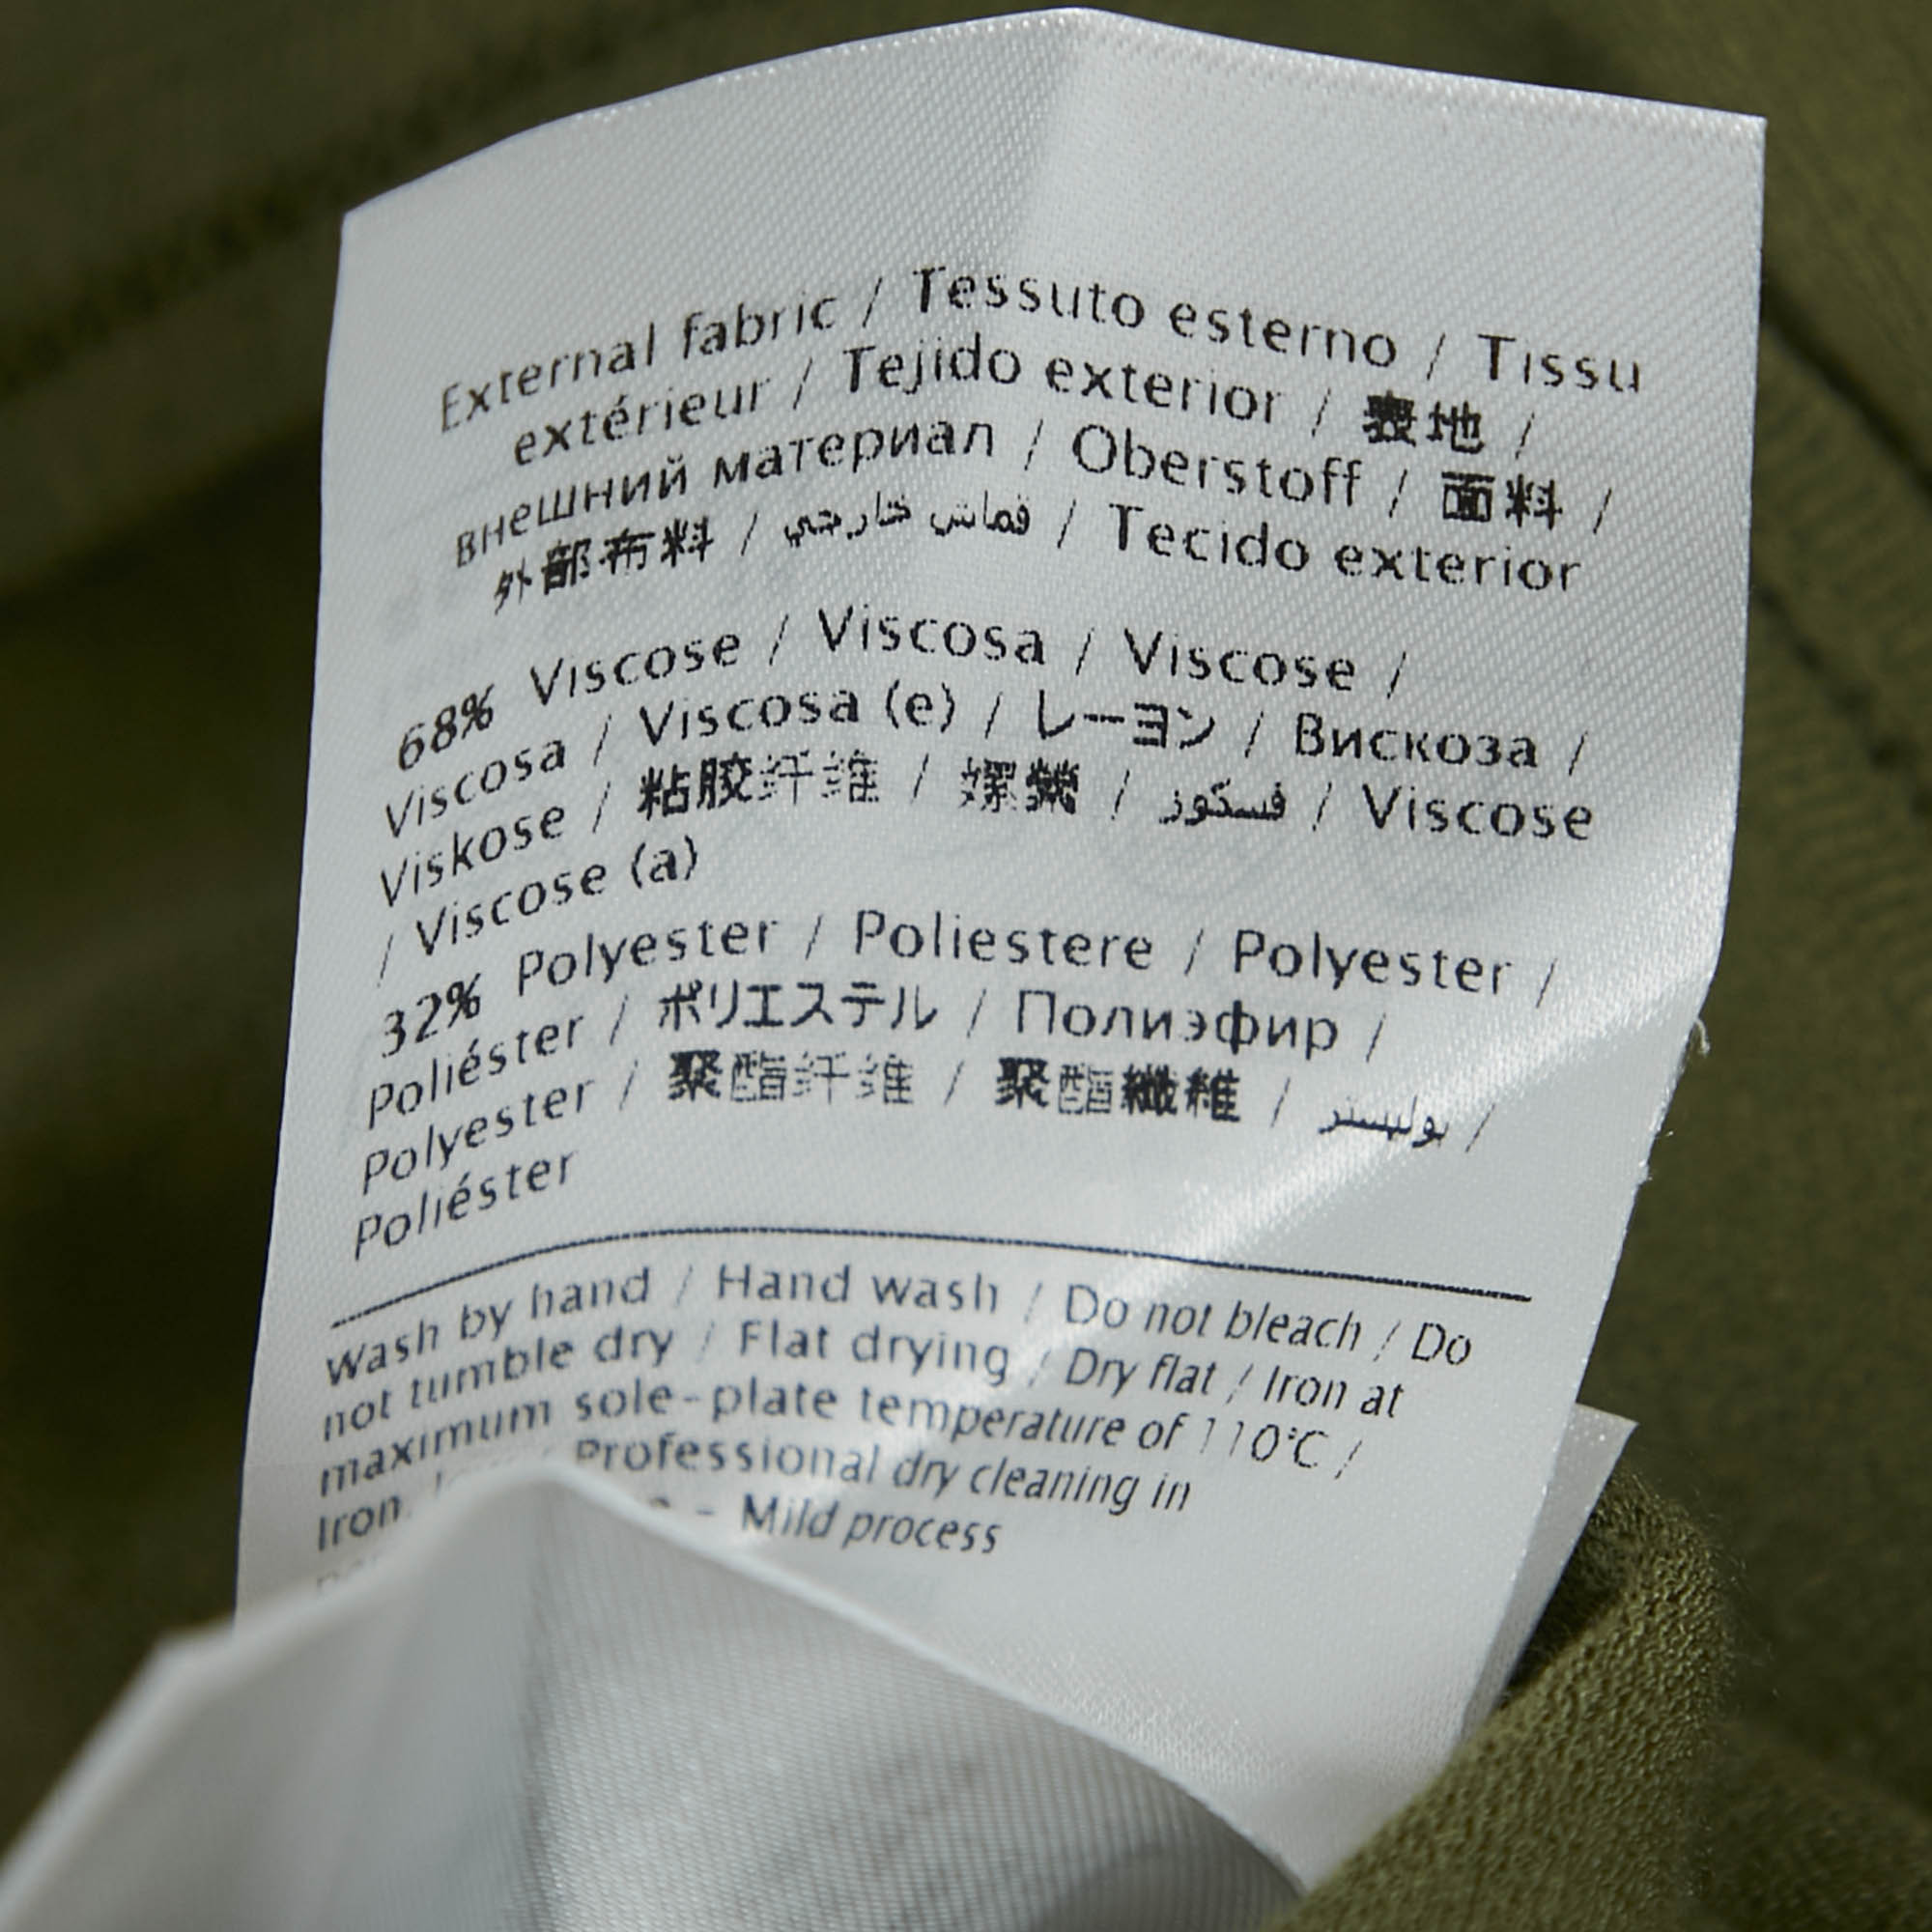 External fabric / Tessuto esterno / Tissu
extérieur / Tejido exterior / 表地 /
внешний материал / Oberstoff / 面料 /
外部布料 / قماش خارجي / Tecido exterior
68% Viscose / Viscosa / Viscose /
Viscosa / Viscosa (e) / レーヨン / Вискоза /
Viskose / 粘胶纤维 / 嫘縈 / فسكوز / Viscose
/ Viscose (a)
32% Polyester / Poliestere / Polyester /
Poliéster / ポリエステル / Полиэфир /
Polyester / 聚酯纤维 / 聚酯纖維 / بوليستر /
Poliéster
Wash by hand / Hand wash / Do not bleach / Do
not tumble dry / Flat drying / Dry flat / Iron at
maximum sole-plate temperature of 110°C /
Iron, Professional dry cleaning in
- Mild process